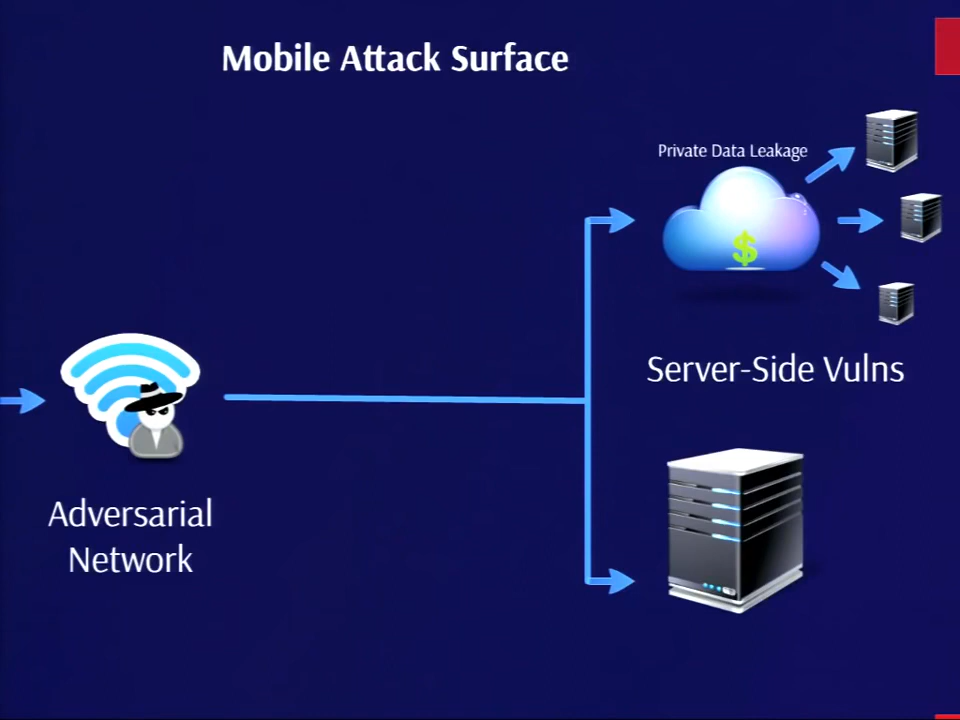 Mobile Attack Surface
Private Data Leakage
$
Server-Side Vulns
Adversarial
Network